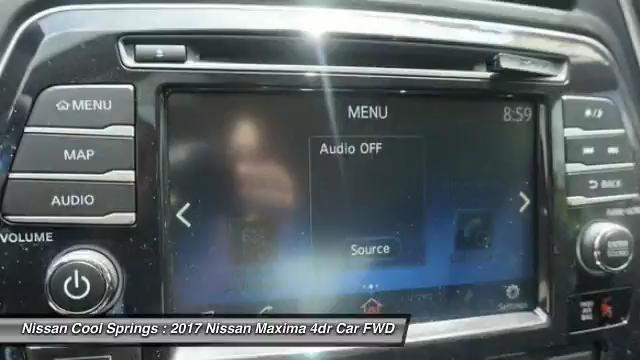 MENU
MENU
8:59
MAP
Audio OFF
AUDIO
BACK
VOLUME
Source
Settings
Nissan Cool Springs : 2017 Nissan Maxima 4dr Car FWD